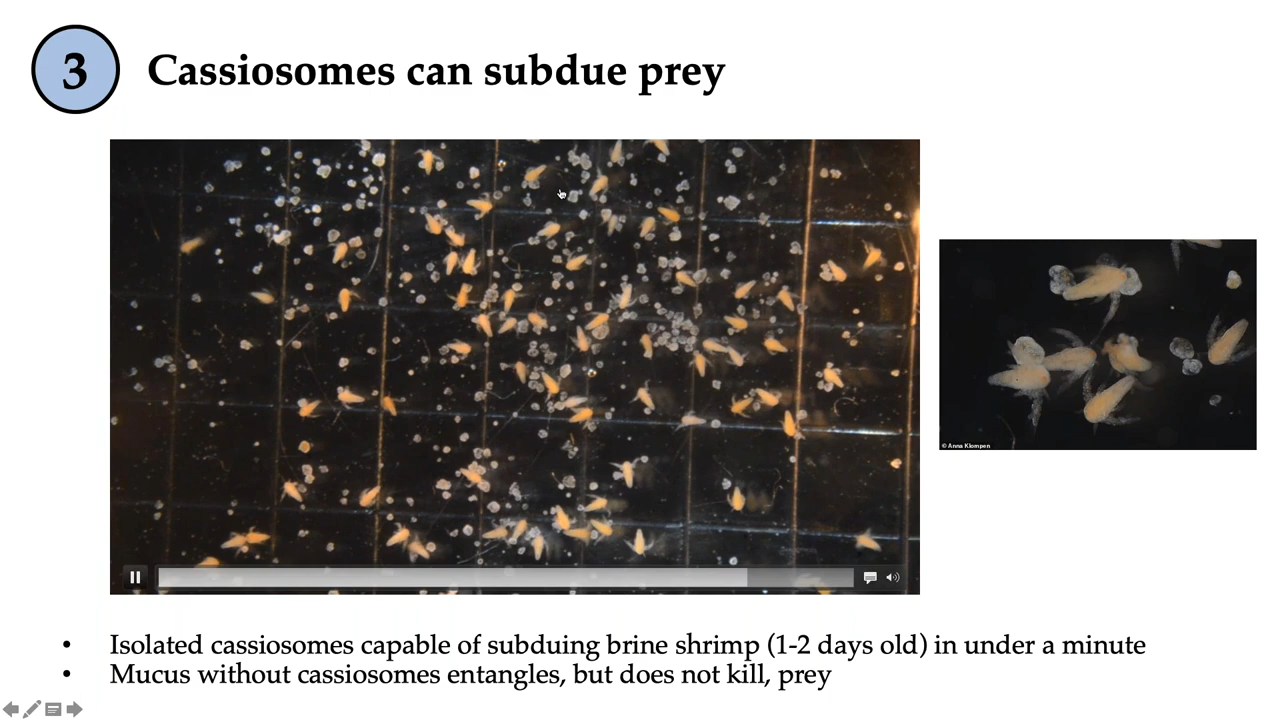 3
Cassiosomes can subdue prey
© Anna Klompen
• Isolated cassiosomes capable of subduing brine shrimp (1-2 days old) in under a minute
• Mucus without cassiosomes entangles, but does not kill, prey